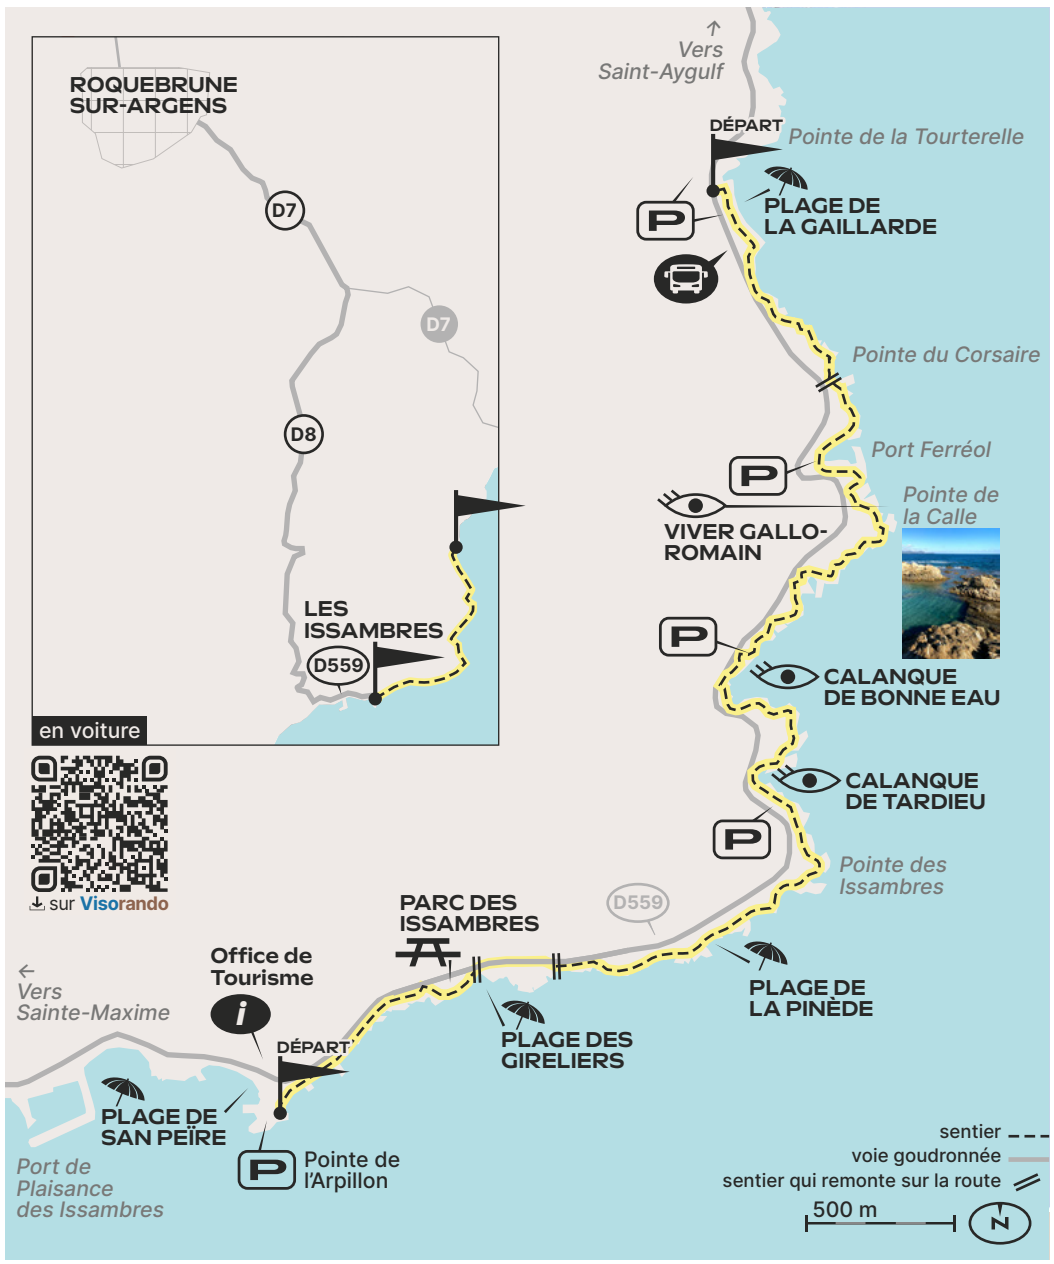 ↑
Vers
Saint-Aygulf
ROQUEBRUNE
SUR-ARGENS
DÉPART
Pointe de la Tourterelle
P
PLAGE DE
LA GAILLARDE
D7
D7
Pointe du Corsaire
D8
Port Ferréol
P
Pointe de
la Calle
VIVER GALLO-
ROMAIN
LES
ISSAMBRES
D559
P
CALANQUE
DE BONNE EAU
en voiture
CALANQUE
DE TARDIEU
P
Pointe des
Issambres
sur Visorando
D559
PARC DES
ISSAMBRES
Office de
Tourisme
i
←
Vers
Sainte-Maxime
PLAGE DE
LA PINÈDE
PLAGE DES
GIRELIERS
DÉPART
PLAGE DE
SAN PEÏRE
P
Pointe de
l'Arpillon
Port de
Plaisance
des Issambres
sentier
voie goudronnée
sentier qui remonte sur la route
500 m
N